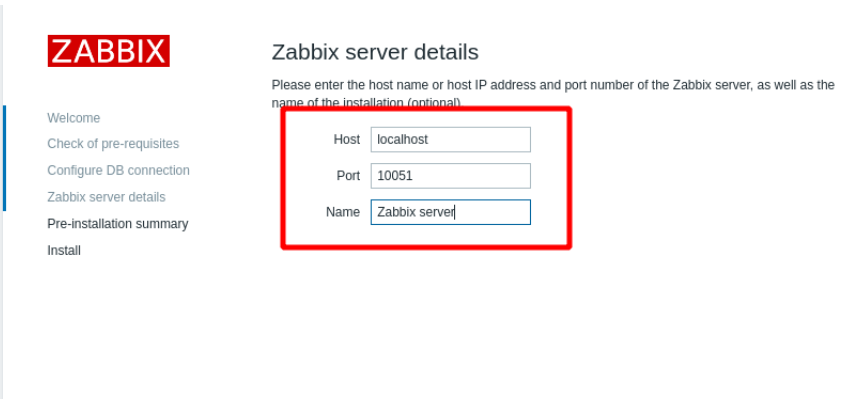 ZABBIX
Welcome
Check of pre-requisites
Configure DB connection
Zabbix server details
Pre-installation summary
Install
Zabbix server details
Please enter the host name or host IP address and port number of the Zabbix server, as well as the
name of the installation (optional).
Host localhost
Port 10051
Name Zabbix server